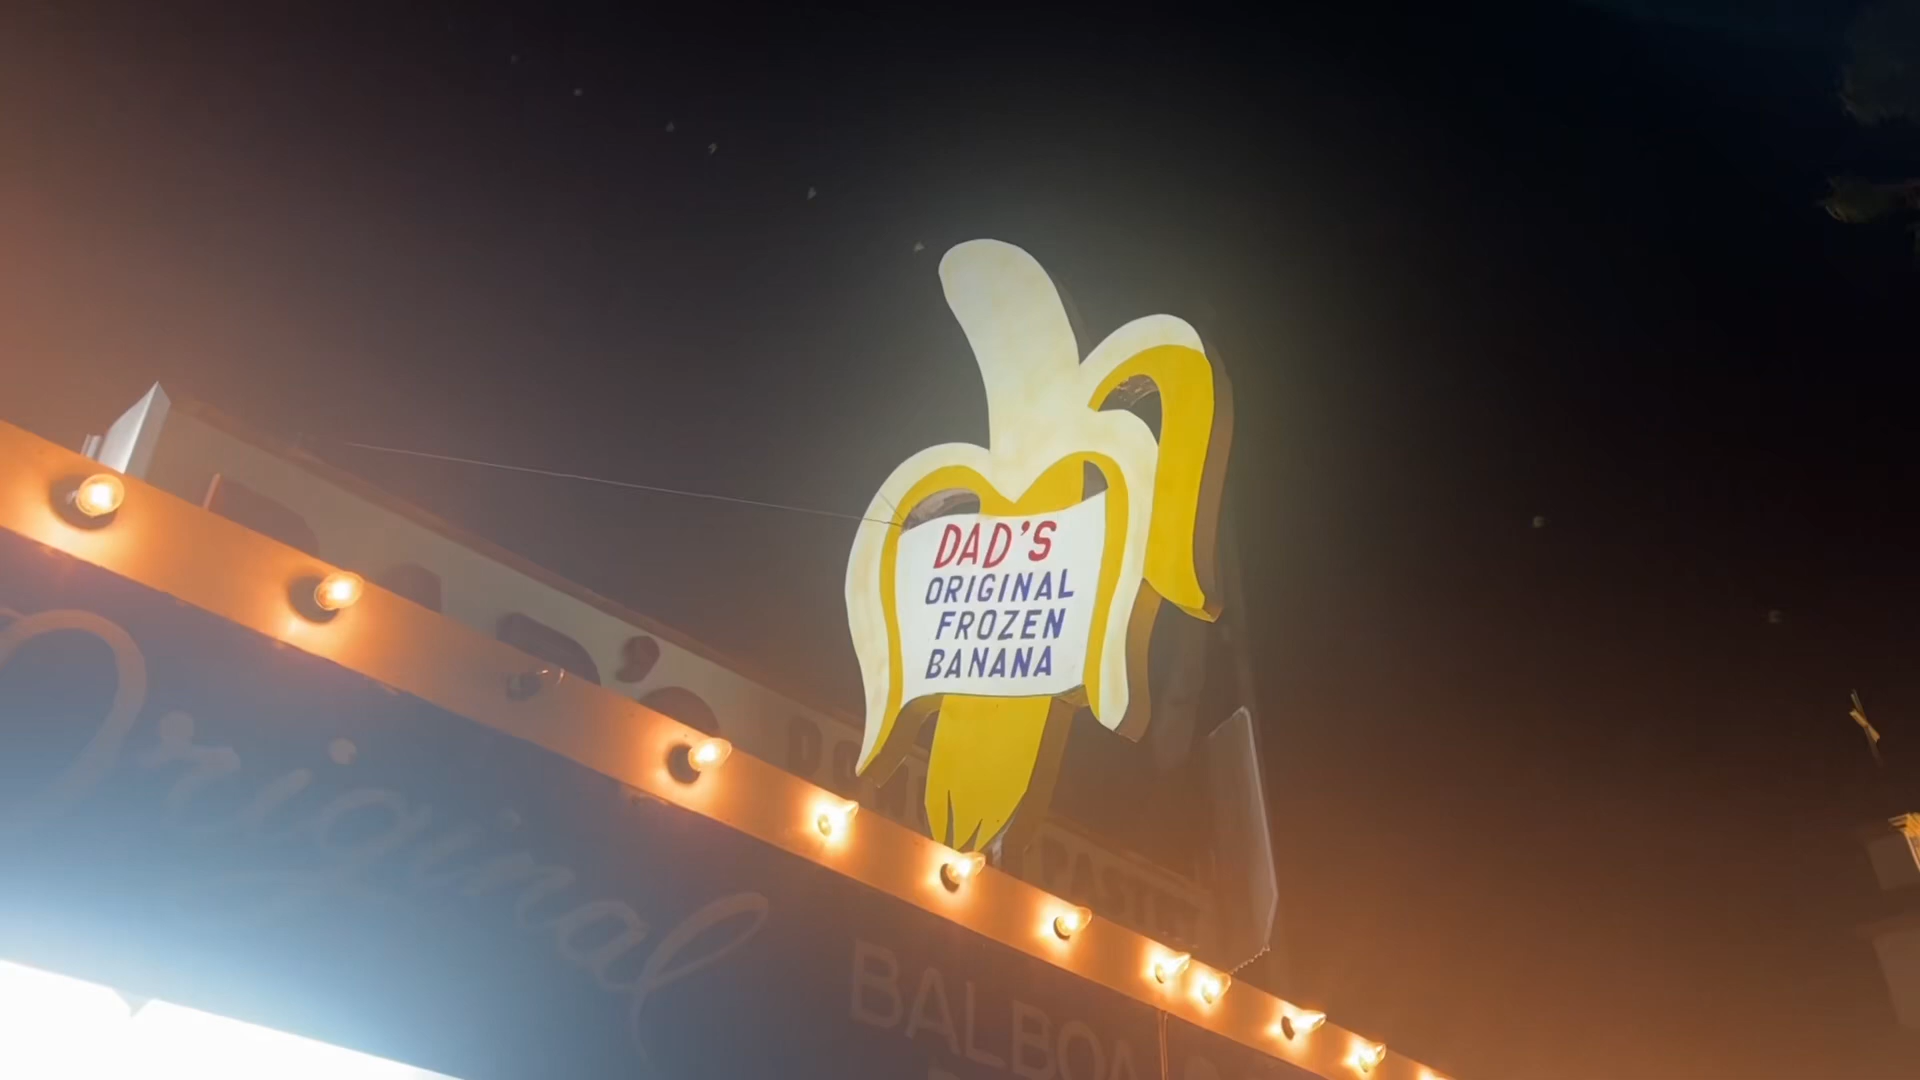 DAD'S
ORIGINAL
FROZEN
BANANA
Original
BALBOA